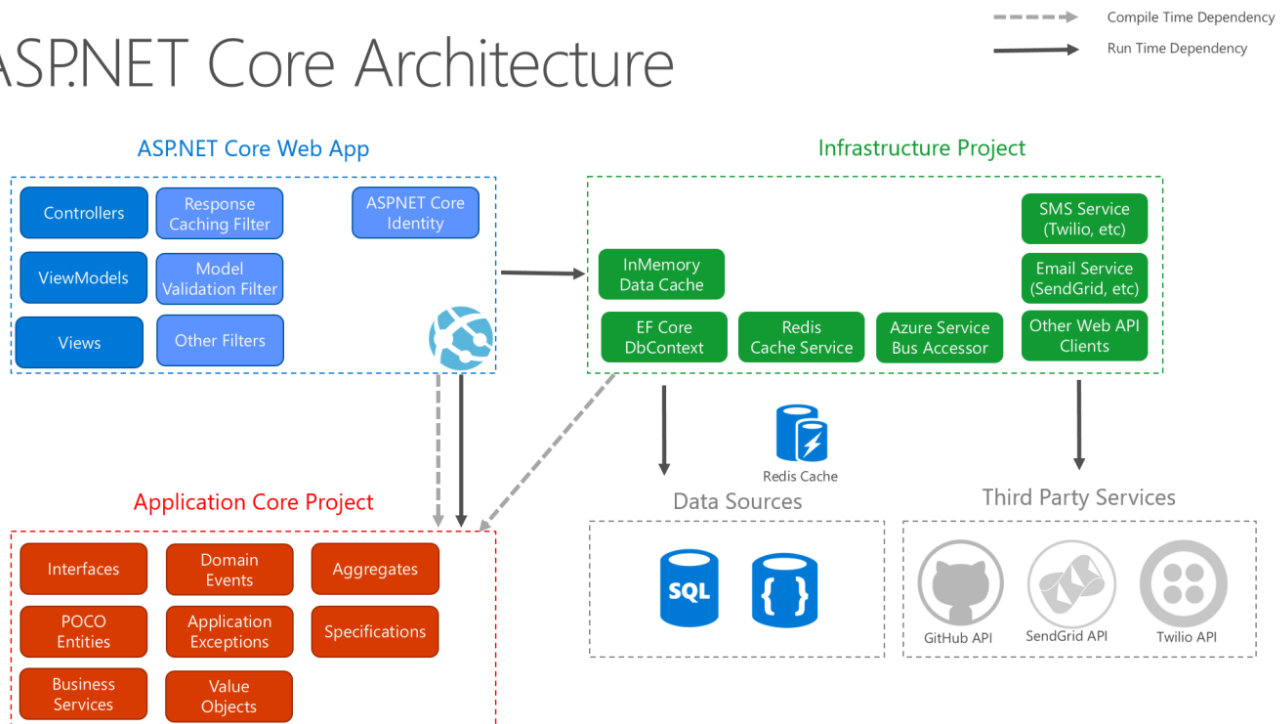 Compile Time Dependency
Run Time Dependency
ASP.NET Core Architecture
ASP.NET Core Web App
Controllers
Response
Caching Filter
ASP.NET Core
Identity
ViewModels
Model
Validation Filter
Views
Other Filters
Infrastructure Project
SMS Service
(Twilio, etc)
InMemory
Data Cache
Email Service
(SendGrid, etc)
EF Core
DbContext
Redis
Cache Service
Azure Service
Bus Accessor
Other Web API
Clients
Redis Cache
Application Core Project
Interfaces
Domain
Events
Aggregates
POCO
Entities
Application
Exceptions
Specifications
Business
Services
Value
Objects
Data Sources
SQL
{ }
Third Party Services
GitHub API
SendGrid API
Twilio API